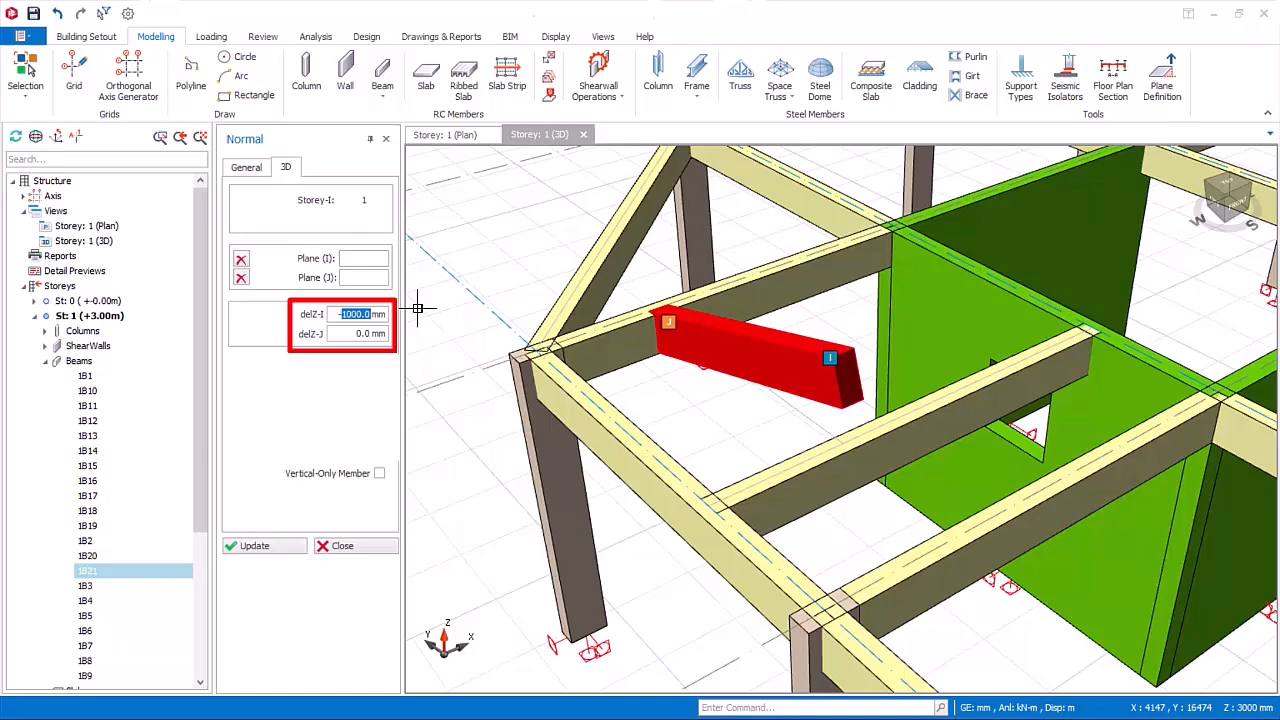 Building Setout Modelling Loading Review Analysis Design Drawings & Reports BIM Display Views Help
Selection
Grid
Orthogonal
Axis Generator
Grids
Polyline
Circle
Arc
Rectangle
Draw
Column
Wall
Beam
Slab
Ribbed
Slab
Slab Strip
Shearwall
Operations
RC Members
Column
Frame
Purlin
Girt
Brace
Truss
Space
Truss
Steel
Dome
Composite
Slab
Cladding
Steel Members
Support
Types
Seismic
Isolators
Floor Plan
Section
Plane
Definition
Tools
Search...
Structure
Axis
Views
Storey: 1 (Plan)
Storey: 1 (3D)
Reports
Detail Previews
Storeys
St: 0 ( +-0.00m)
St: 1 (+3.00m)
Columns
ShearWalls
Beams
1B1
1B10
1B11
1B12
1B13
1B14
1B15
1B16
1B17
1B18
1B19
1B2
1B20
1B21
1B3
1B4
1B5
1B6
1B7
1B8
1B9
Normal
General 3D
Storey-I: 1
Plane (I):
Plane (J):
delZ-I -1000.0 mm
delZ-J 0.0 mm
Vertical-Only Member
Update Close
Storey: 1 (Plan) Storey: 1 (3D)
J
I
W
S
Z
Y
X
Enter Command...
GE: mm , Anl: kN-m , Disp: m
X : 4147 , Y : 16474 Z : 3000 mm